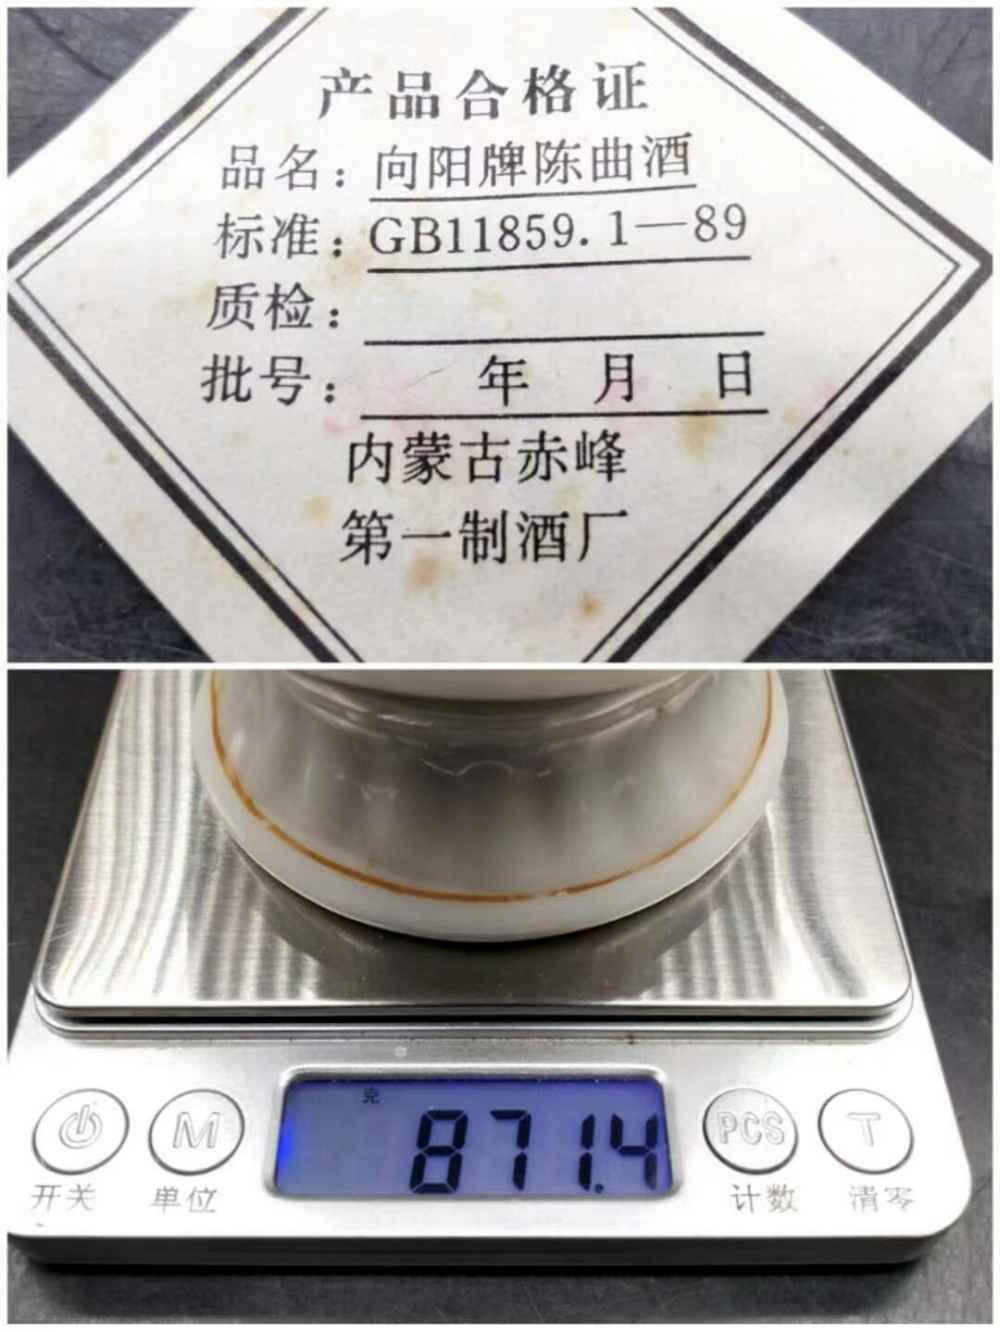 产品合格证
品名：向阳牌陈曲酒
标准：GB11859.1—89
质检：
批号：　年　月　日
内蒙古赤峰
第一制酒厂
克
871.4
M PCS T
开关 单位 计数 清零